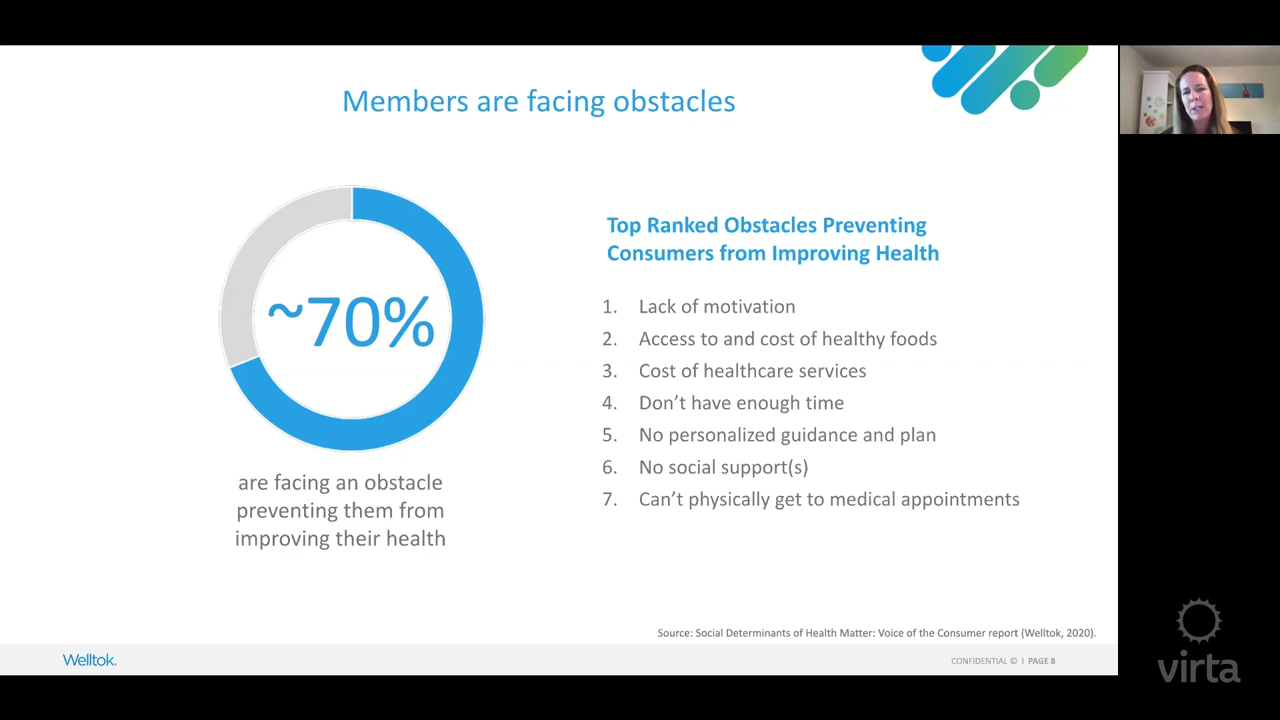 Members are facing obstacles
~70%
are facing an obstacle
preventing them from
improving their health
Top Ranked Obstacles Preventing
Consumers from Improving Health
1. Lack of motivation
2. Access to and cost of healthy foods
3. Cost of healthcare services
4. Don’t have enough time
5. No personalized guidance and plan
6. No social support(s)
7. Can’t physically get to medical appointments
Source: Social Determinants of Health Matter: Voice of the Consumer report (Welltok, 2020).
Welltok.
CONFIDENTIAL © I PAGE 8
virta